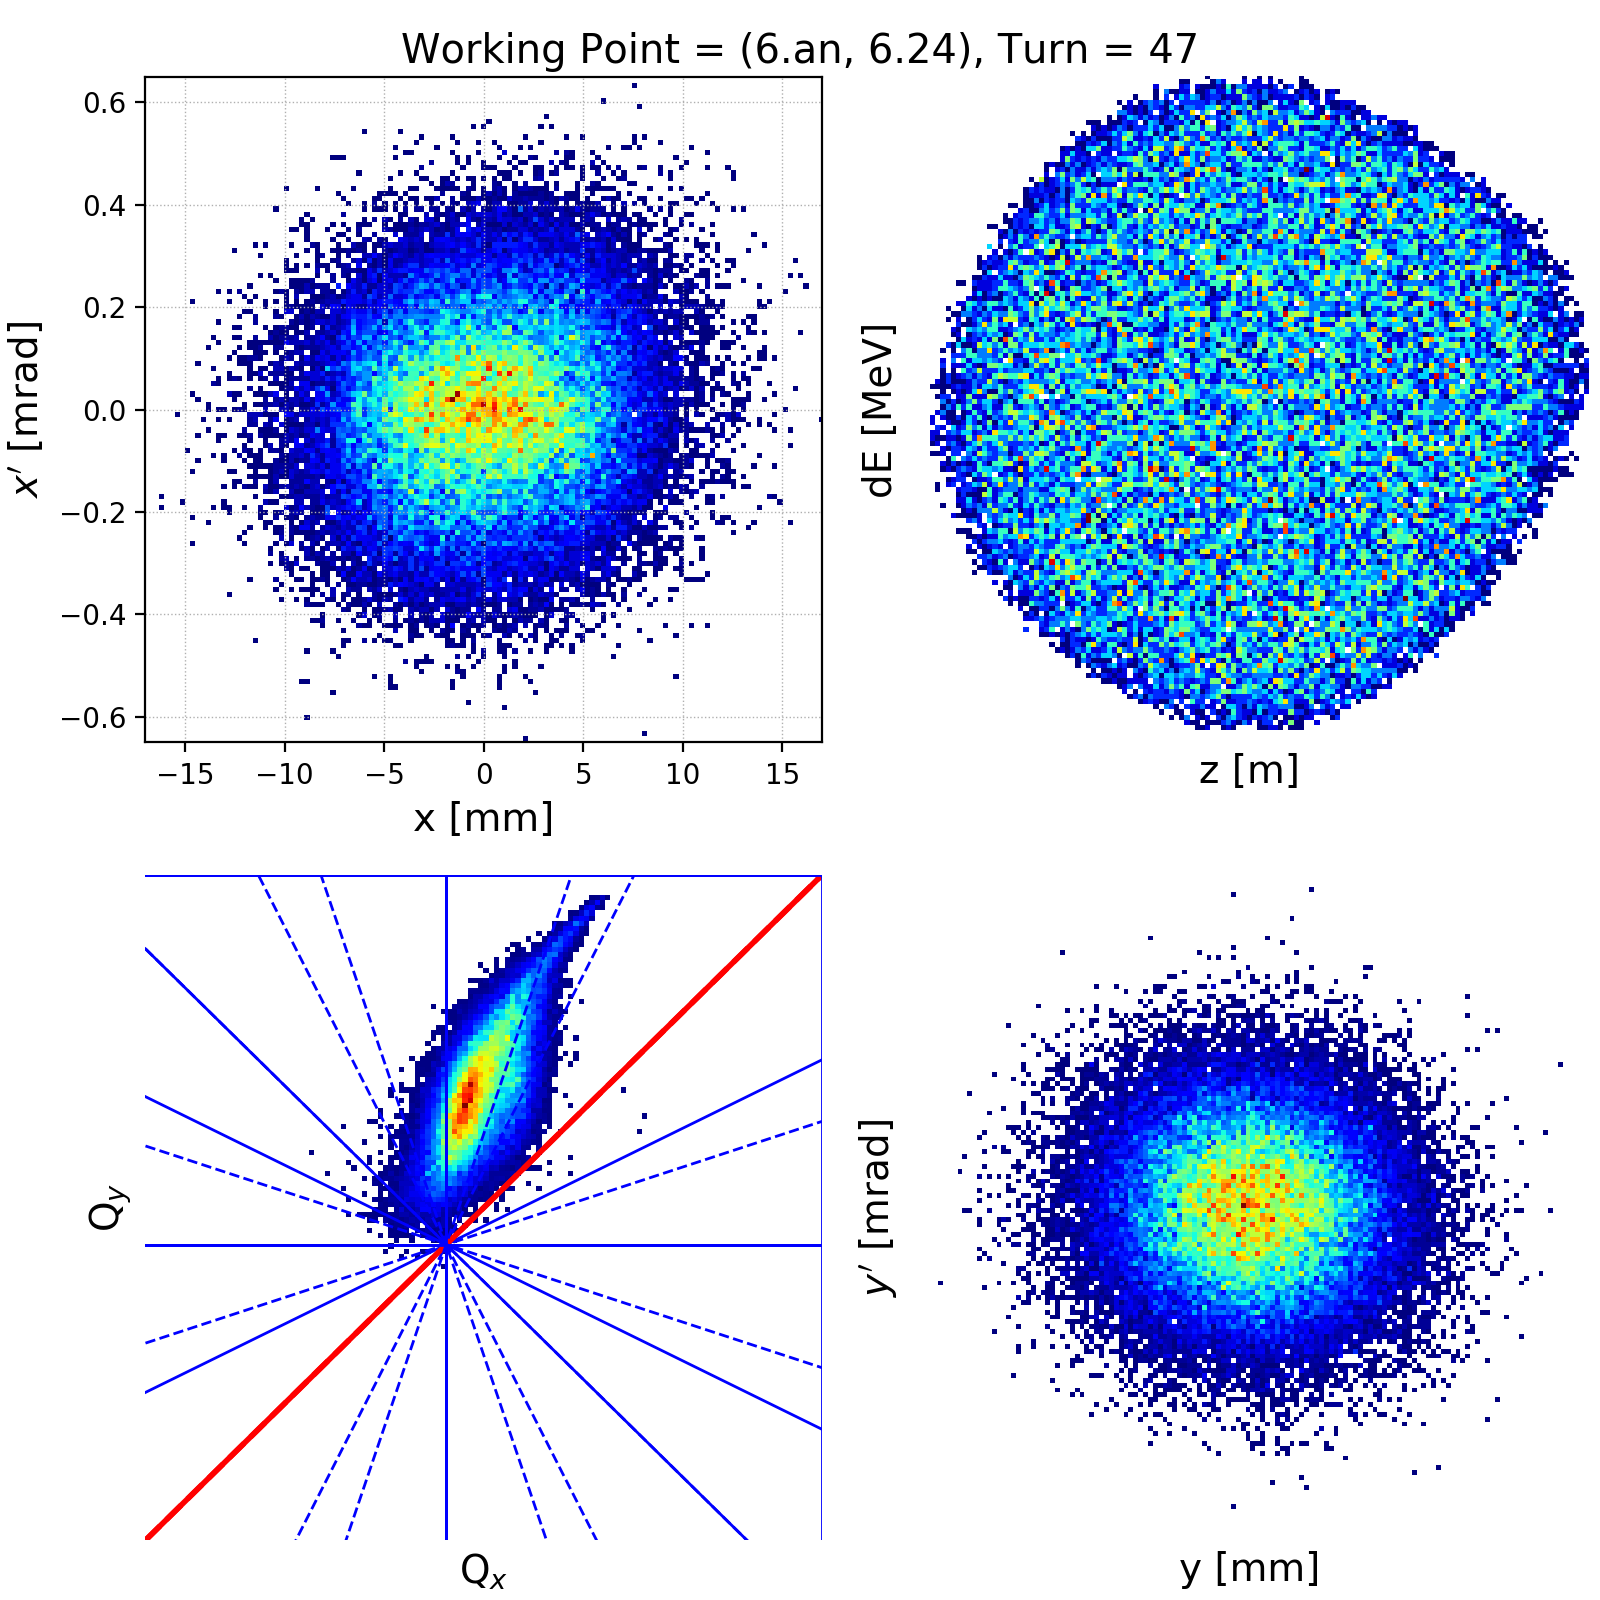 Working Point = (6.an, 6.24), Turn = 47
0.6
0.4
0.2
0.0
−0.2
−0.4
−0.6
x′ [mrad]
−15 −10 −5 0 5 10 15
x [mm]
dE [MeV]
z [m]
Qy
Qx
y′ [mrad]
y [mm]